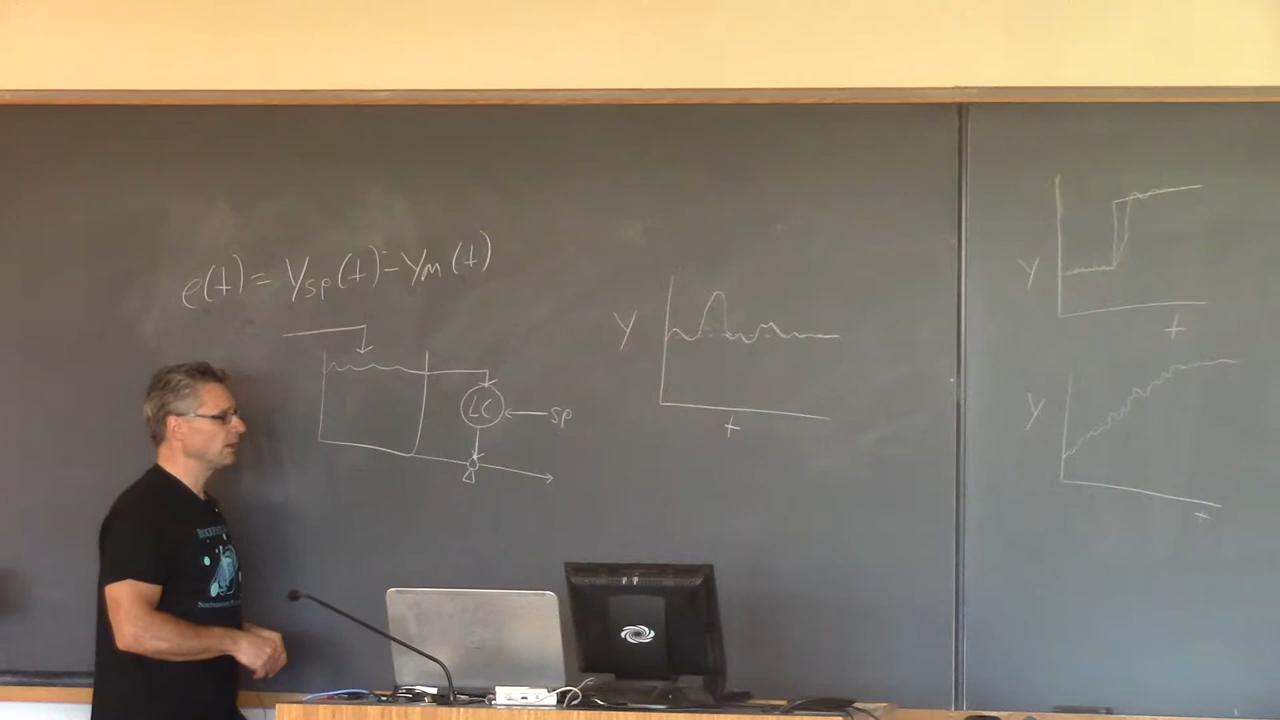 e(t) = Ysp(t) - Ym(t)
LC
sp
Y
t
Y
t
Y
t